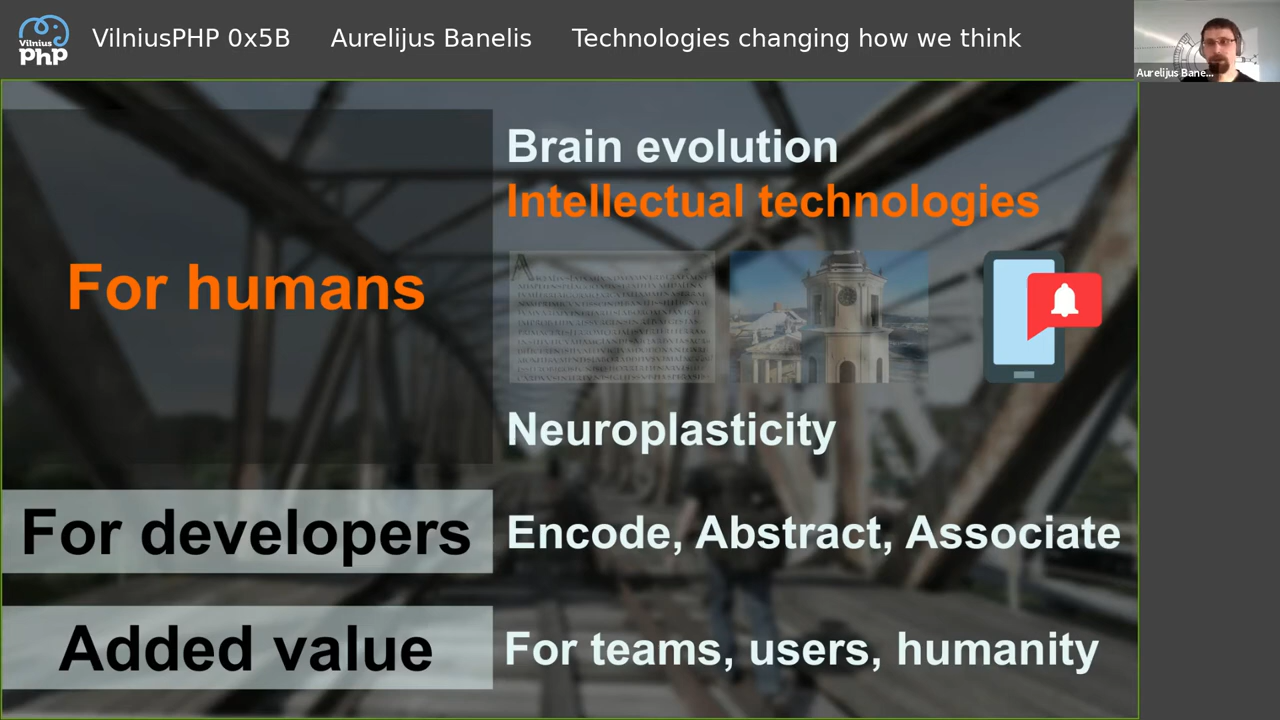 Vilnius
PhP
VilniusPHP 0x5B
Aurelijus Banelis
Technologies changing how we think
Aurelijus Bane...
For humans
Brain evolution
Intellectual technologies
Neuroplasticity
For developers
Encode, Abstract, Associate
Added value
For teams, users, humanity